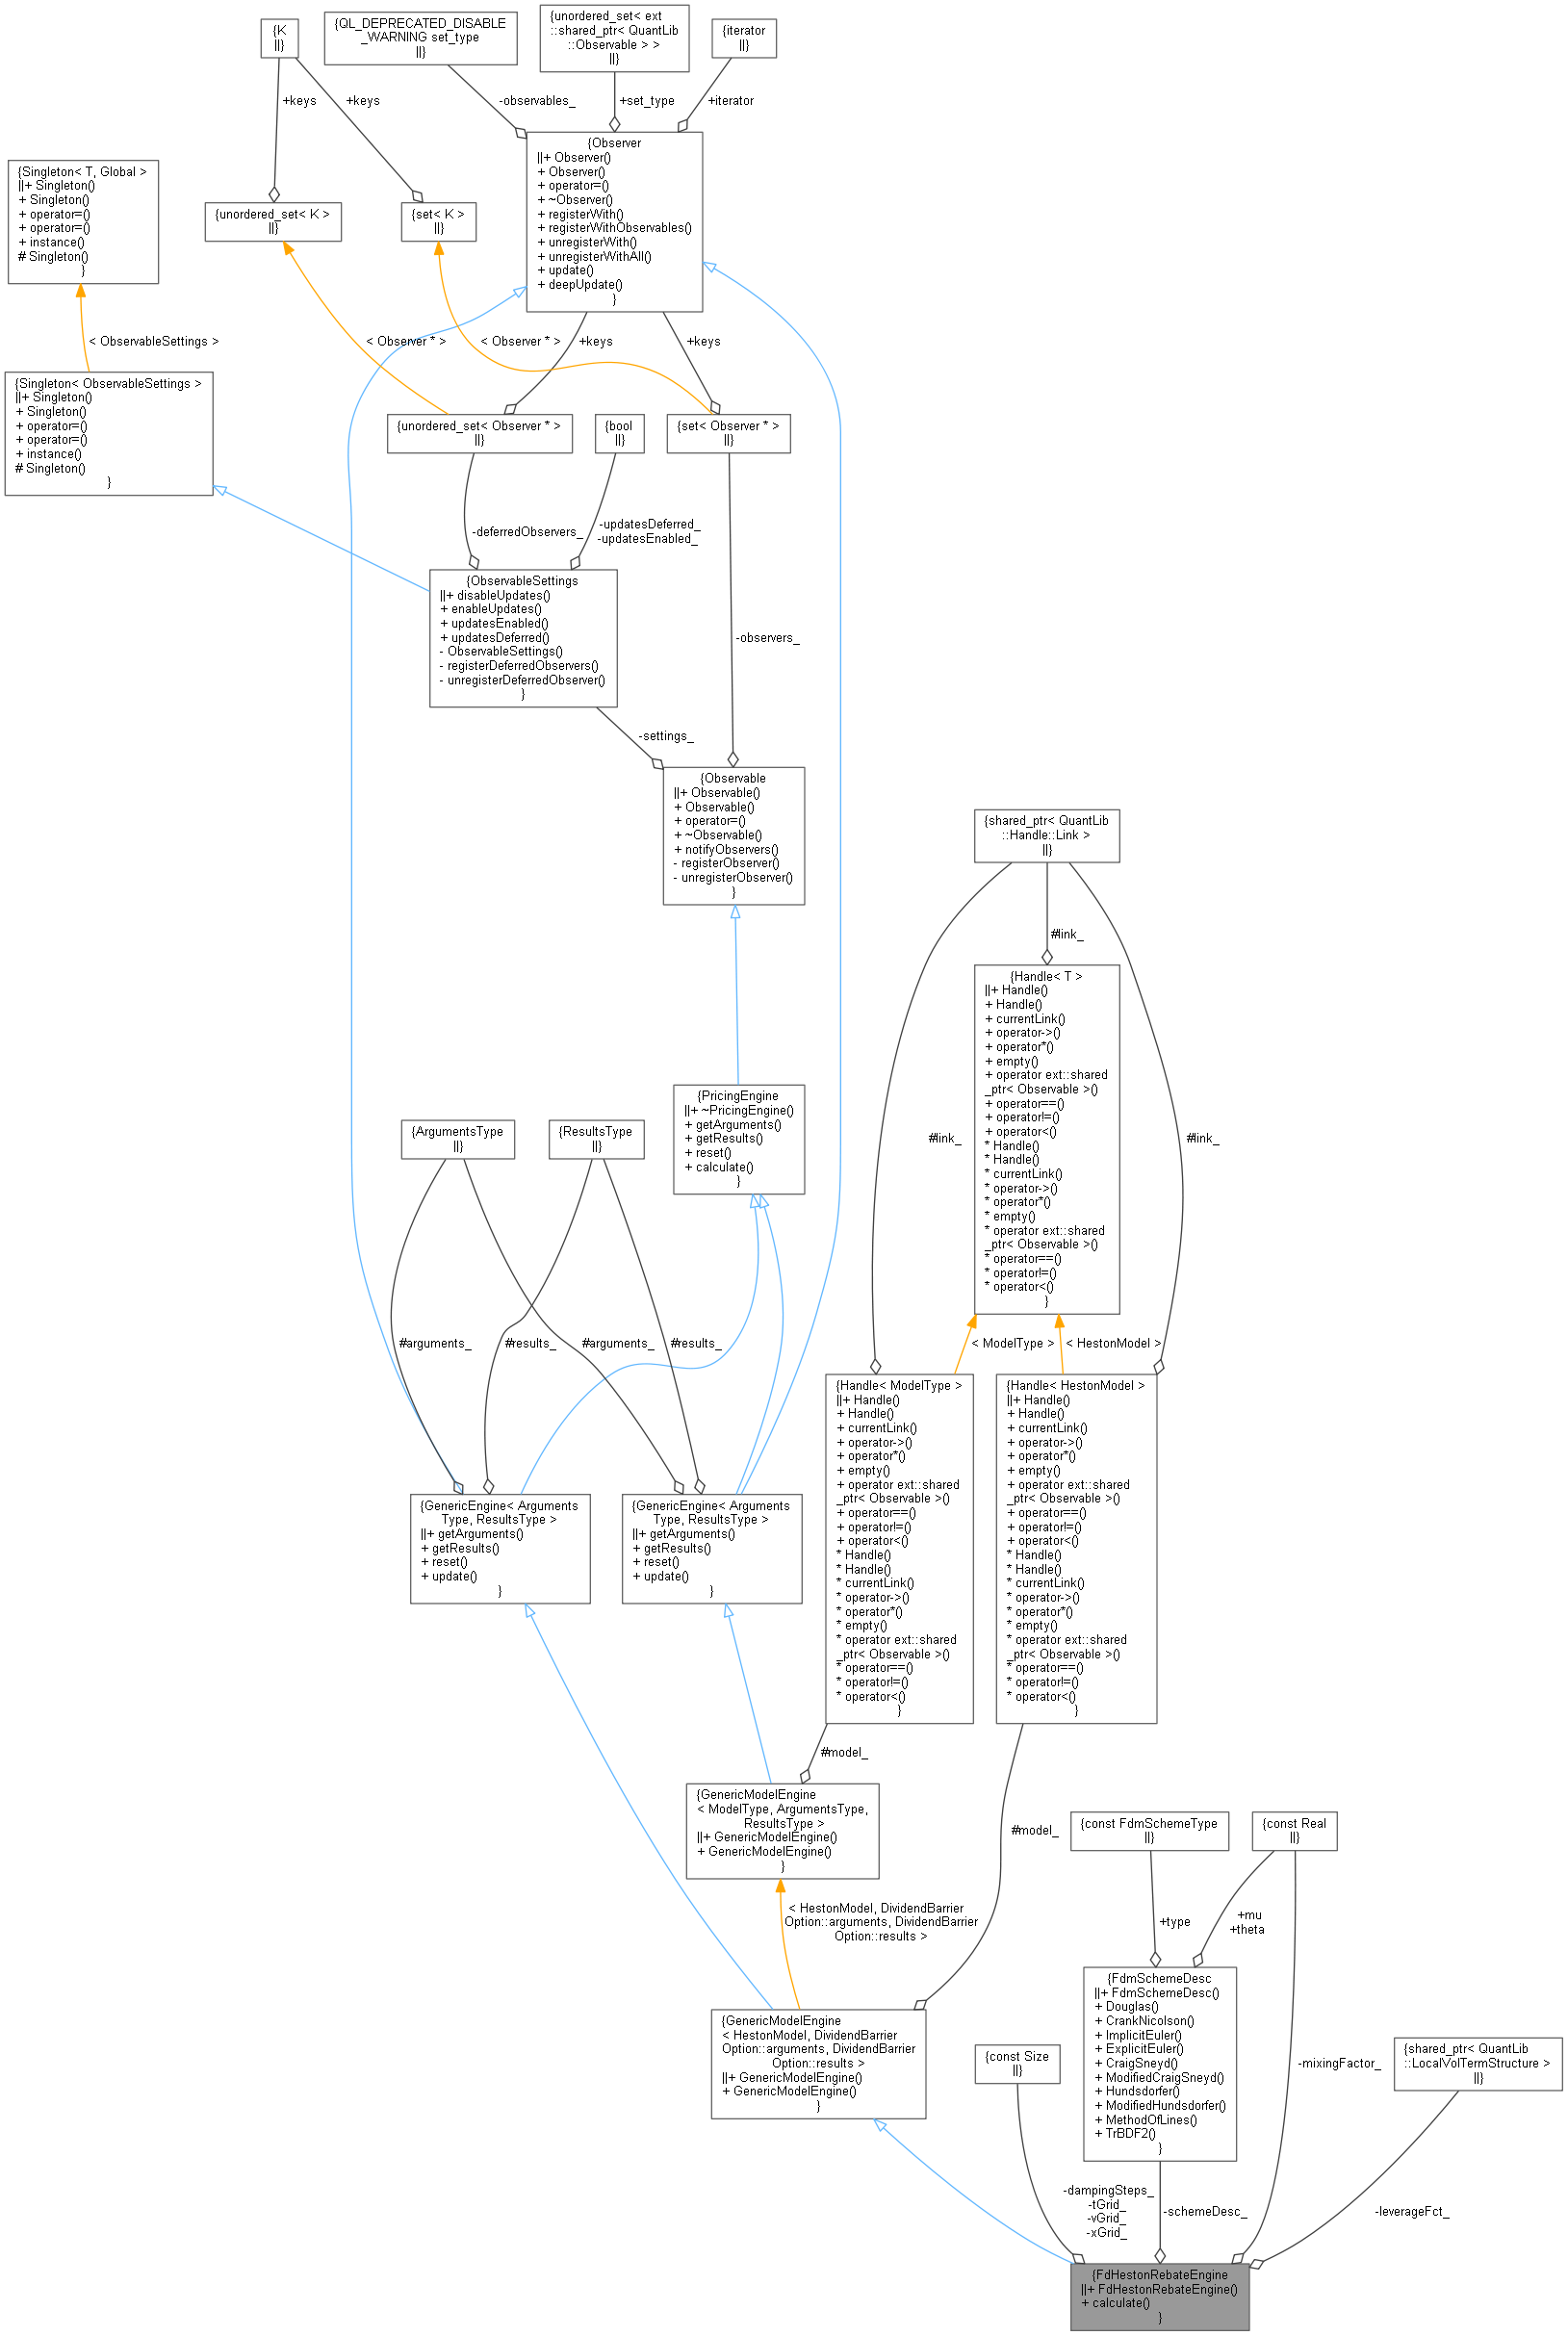 {K
||}
{QL_DEPRECATED_DISABLE
_WARNING set_type
||}
{unordered_set< ext
::shared_ptr< QuantLib
::Observable > >
||}
{iterator
||}
+keys
+keys
-observables_
+set_type
+iterator
{Singleton< T, Global >
||+ Singleton()
+ Singleton()
+ operator=()
+ operator=()
+ instance()
# Singleton()
}
{unordered_set< K >
||}
{set< K >
||}
{Observer
||+ Observer()
+ Observer()
+ operator=()
+ ~Observer()
+ registerWith()
+ registerWithObservables()
+ unregisterWith()
+ unregisterWithAll()
+ update()
+ deepUpdate()
}
< ObservableSettings >
< Observer * >
< Observer * >
+keys
+keys
{Singleton< ObservableSettings >
||+ Singleton()
+ Singleton()
+ operator=()
+ operator=()
+ instance()
# Singleton()
}
{unordered_set< Observer * >
||}
{bool
||}
{set< Observer * >
||}
-deferredObservers_
-updatesDeferred_
-updatesEnabled_
-observers_
{ObservableSettings
||+ disableUpdates()
+ enableUpdates()
+ updatesEnabled()
+ updatesDeferred()
- ObservableSettings()
- registerDeferredObservers()
- unregisterDeferredObserver()
}
-settings_
{Observable
||+ Observable()
+ Observable()
+ operator=()
+ ~Observable()
+ notifyObservers()
- registerObserver()
- unregisterObserver()
}
{shared_ptr< QuantLib
::Handle::Link >
||}
#link_
#link_
#link_
{Handle< T >
||+ Handle()
+ Handle()
+ currentLink()
+ operator->()
+ operator*()
+ empty()
+ operator ext::shared
_ptr< Observable >()
+ operator==()
+ operator!=()
+ operator<()
* Handle()
* Handle()
* currentLink()
* operator->()
* operator*()
* empty()
* operator ext::shared
_ptr< Observable >()
* operator==()
* operator!=()
* operator<()
}
{PricingEngine
||+ ~PricingEngine()
+ getArguments()
+ getResults()
+ reset()
+ calculate()
}
{ArgumentsType
||}
{ResultsType
||}
#arguments_
#results_
#arguments_
#results_
< ModelType >
< HestonModel >
{Handle< ModelType >
||+ Handle()
+ Handle()
+ currentLink()
+ operator->()
+ operator*()
+ empty()
+ operator ext::shared
_ptr< Observable >()
+ operator==()
+ operator!=()
+ operator<()
* Handle()
* Handle()
* currentLink()
* operator->()
* operator*()
* empty()
* operator ext::shared
_ptr< Observable >()
* operator==()
* operator!=()
* operator<()
}
{Handle< HestonModel >
||+ Handle()
+ Handle()
+ currentLink()
+ operator->()
+ operator*()
+ empty()
+ operator ext::shared
_ptr< Observable >()
+ operator==()
+ operator!=()
+ operator<()
* Handle()
* Handle()
* currentLink()
* operator->()
* operator*()
* empty()
* operator ext::shared
_ptr< Observable >()
* operator==()
* operator!=()
* operator<()
}
{GenericEngine< Arguments
Type, ResultsType >
||+ getArguments()
+ getResults()
+ reset()
+ update()
}
{GenericEngine< Arguments
Type, ResultsType >
||+ getArguments()
+ getResults()
+ reset()
+ update()
}
#model_
#model_
{GenericModelEngine
< ModelType, ArgumentsType,
ResultsType >
||+ GenericModelEngine()
+ GenericModelEngine()
}
{const FdmSchemeType
||}
{const Real
||}
< HestonModel, DividendBarrier
Option::arguments, DividendBarrier
Option::results >
+type
+mu
+theta
{GenericModelEngine
< HestonModel, DividendBarrier
Option::arguments, DividendBarrier
Option::results >
||+ GenericModelEngine()
+ GenericModelEngine()
}
{const Size
||}
{FdmSchemeDesc
||+ FdmSchemeDesc()
+ Douglas()
+ CrankNicolson()
+ ImplicitEuler()
+ ExplicitEuler()
+ CraigSneyd()
+ ModifiedCraigSneyd()
+ Hundsdorfer()
+ ModifiedHundsdorfer()
+ MethodOfLines()
+ TrBDF2()
}
-mixingFactor_
{shared_ptr< QuantLib
::LocalVolTermStructure >
||}
-dampingSteps_
-tGrid_
-vGrid_
-xGrid_
-schemeDesc_
-leverageFct_
{FdHestonRebateEngine
||+ FdHestonRebateEngine()
+ calculate()
}